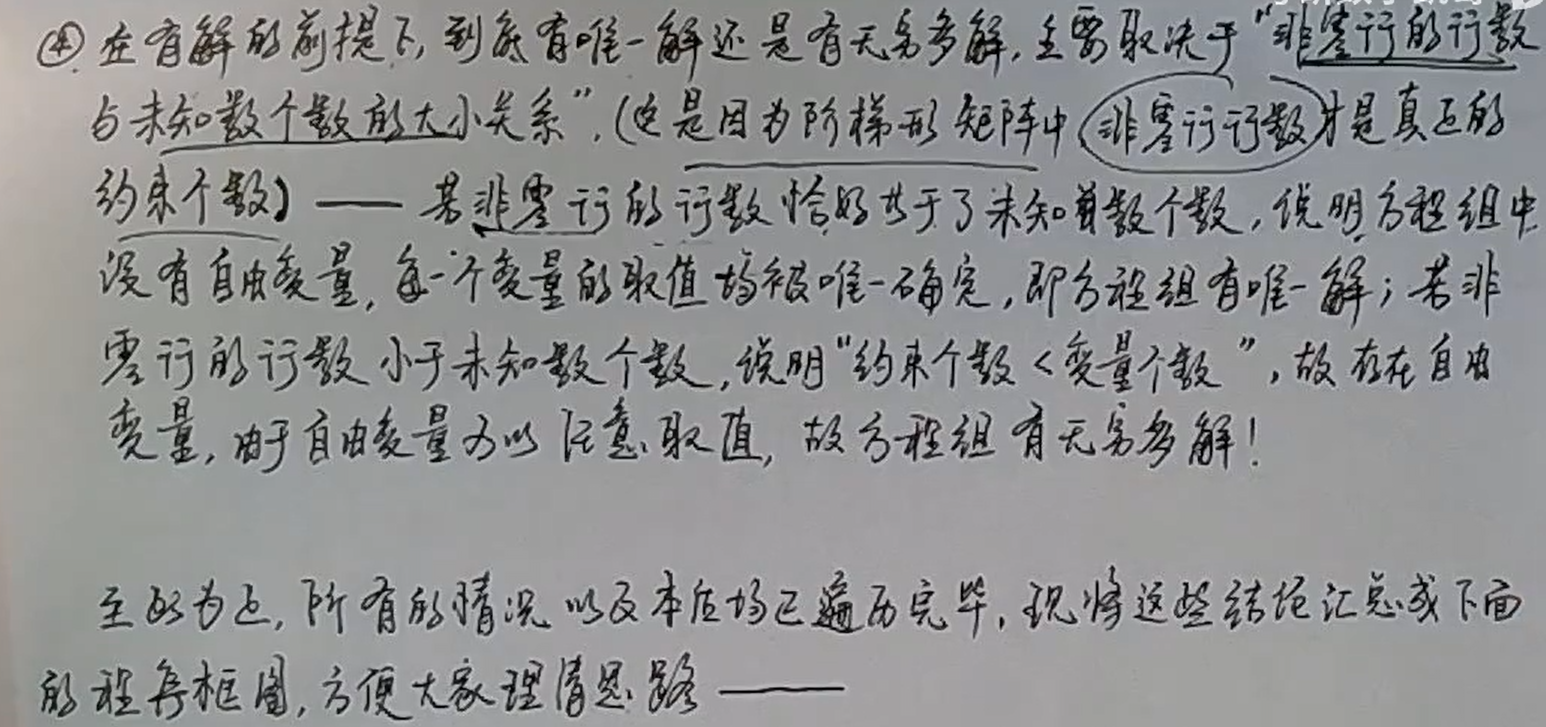 ④ 在有解的前提下,到底有唯一解还是有无穷多解,主要取决于"非零行的行数
与未知数个数的大小关系".(这是因为阶梯形矩阵中非零行行数才是真正的
约束个数)——若非零行的行数恰好等于了未知数个数,说明方程组中
没有自由变量,每一个变量的取值均被唯一确定,即方程组有唯一解;若非
零行的行数小于未知数个数,说明"约束个数<变量个数",故存在自由
变量,由于自由变量可以任意取值,故方程组有无穷多解!
至此为止,所有的情况以及本质均已遍历完毕,现将这些结论汇总成下面
的程序框图,方便大家理清思路——